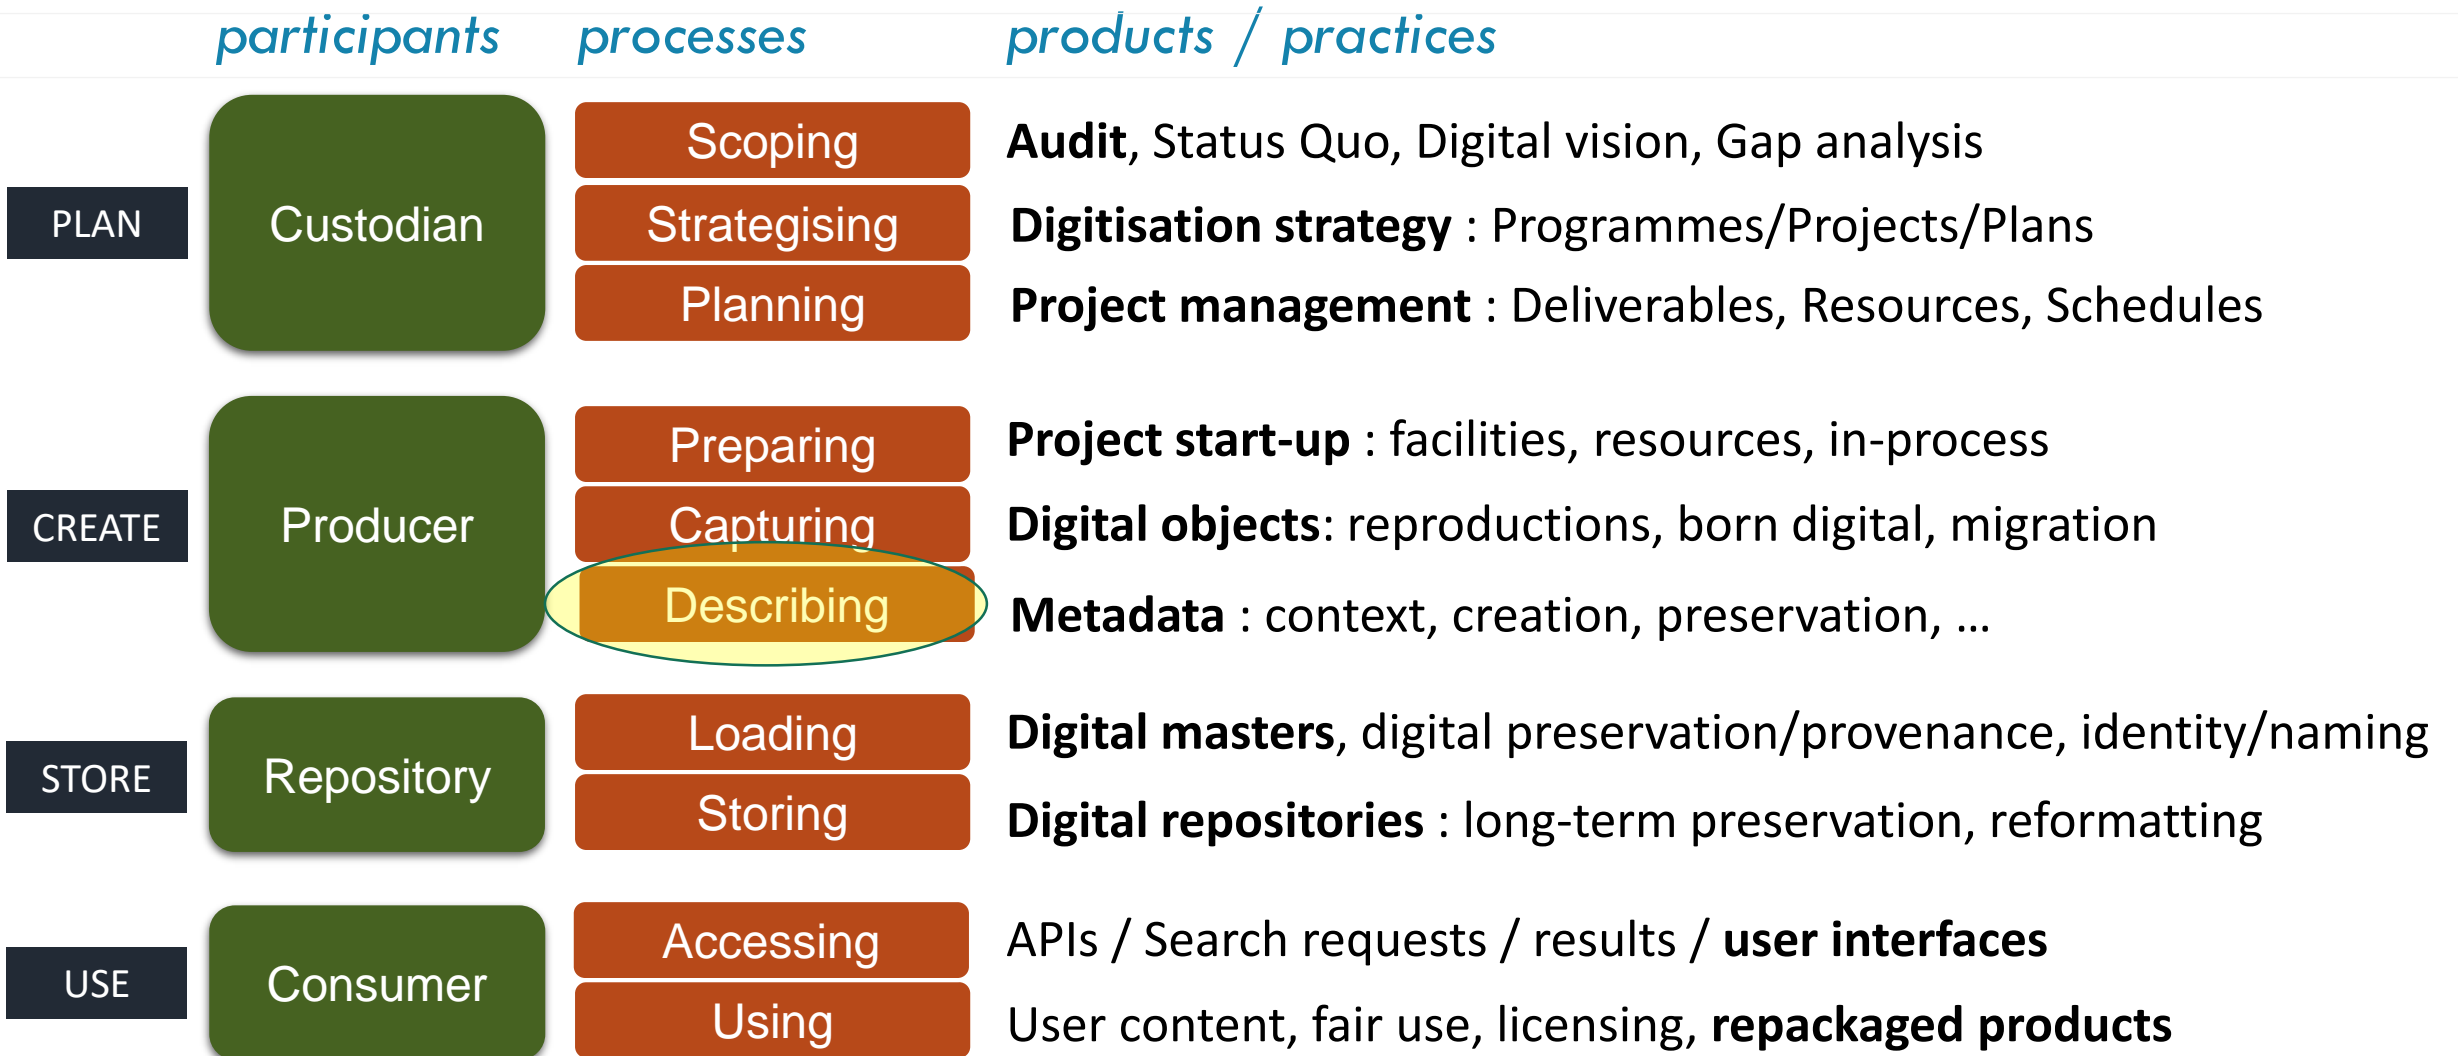 participants processes products / practices
Scoping Audit, Status Quo, Digital vision, Gap analysis
PLAN Custodian Strategising Digitisation strategy : Programmes/Projects/Plans
Planning Project management : Deliverables, Resources, Schedules
Preparing Project start-up : facilities, resources, in-process
CREATE Producer Capturing Digital objects: reproductions, born digital, migration
Describing Metadata : context, creation, preservation, ...
Loading Digital masters, digital preservation/provenance, identity/naming
STORE Repository
Storing Digital repositories : long-term preservation, reformatting
Accessing APIs / Search requests / results / user interfaces
USE Consumer
Using User content, fair use, licensing, repackaged products